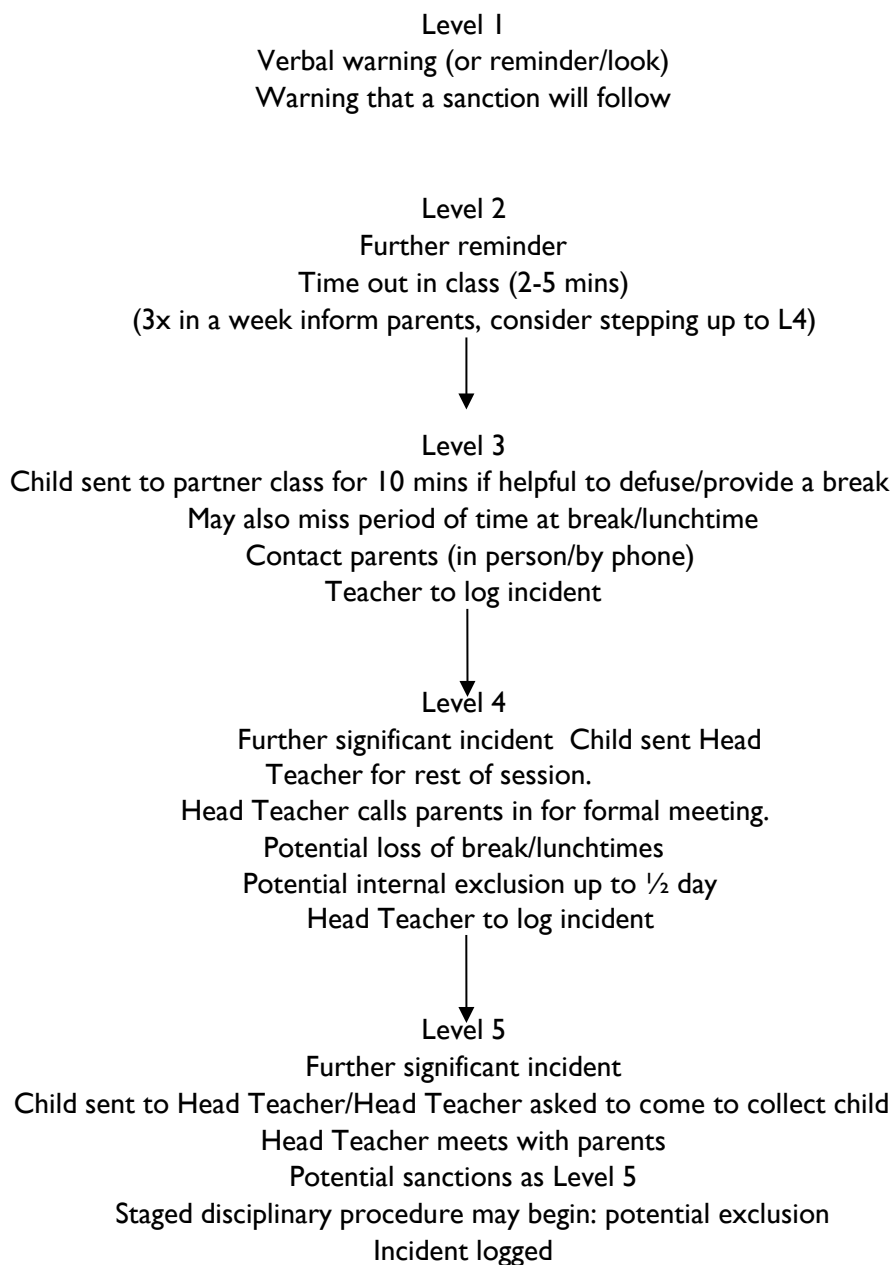 Level 1
Verbal warning (or reminder/look)
Warning that a sanction will follow
Level 2
Further reminder
Time out in class (2-5 mins)
(3x in a week inform parents, consider stepping up to L4)
Level 3
Child sent to partner class for 10 mins if helpful to defuse/provide a break
May also miss period of time at break/lunchtime
Contact parents (in person/by phone)
Teacher to log incident
Level 4
Further significant incident  Child sent Head
Teacher for rest of session.
Head Teacher calls parents in for formal meeting.
Potential loss of break/lunchtimes
Potential internal exclusion up to ½ day
Head Teacher to log incident
Level 5
Further significant incident
Child sent to Head Teacher/Head Teacher asked to come to collect child
Head Teacher meets with parents
Potential sanctions as Level 5
Staged disciplinary procedure may begin: potential exclusion
Incident logged